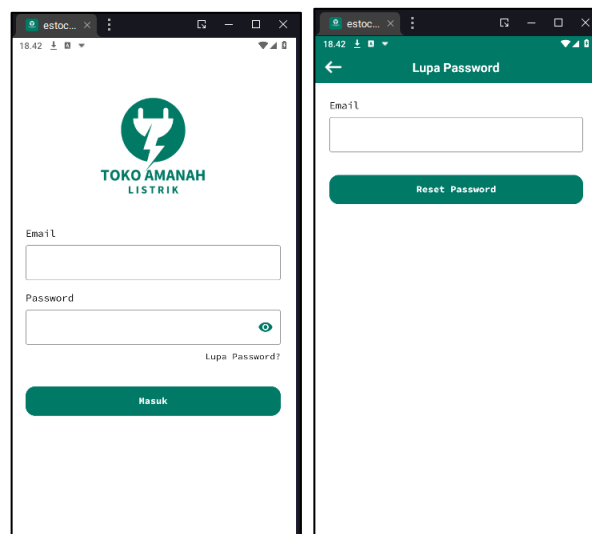 estoc...
18.42
TOKO AMANAH
LISTRIK
Email
Password
Lupa Password?
Masuk
estoc...
18.42
Lupa Password
Email
Reset Password